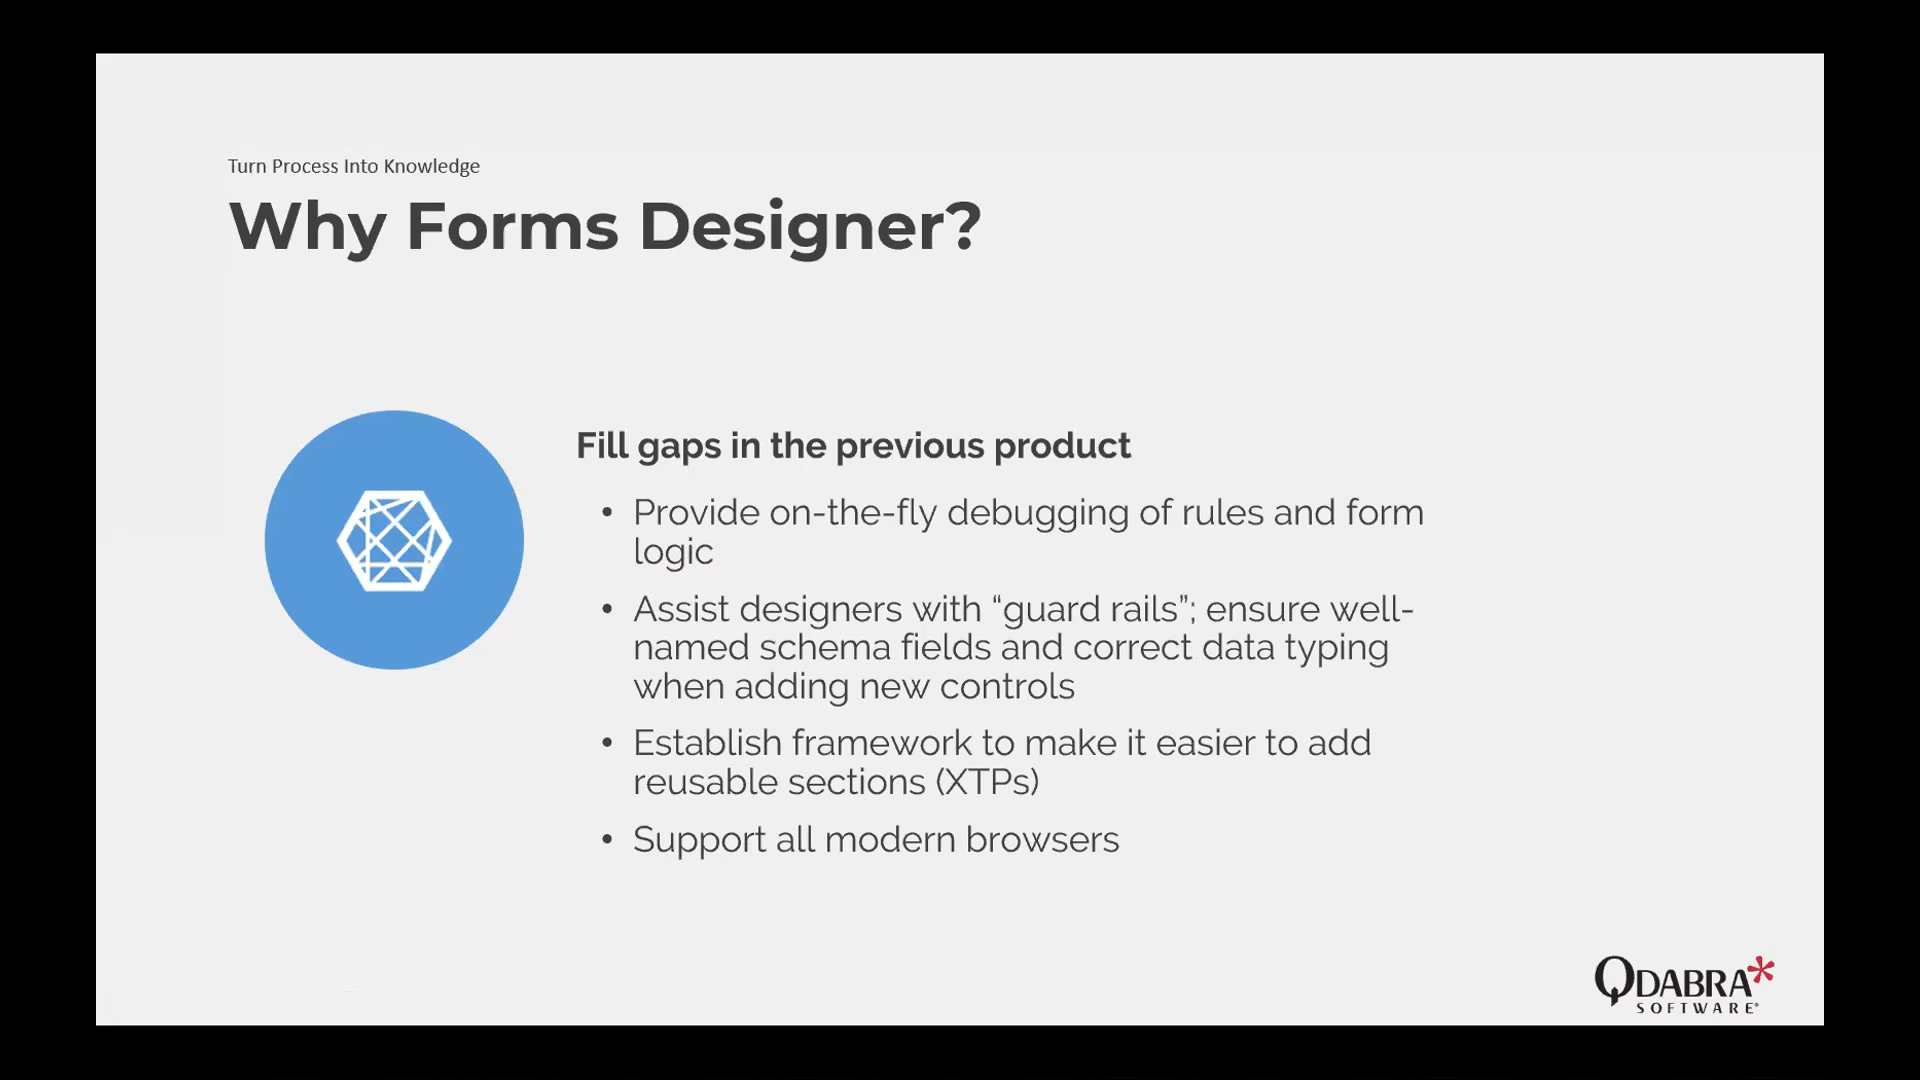 Turn Process Into Knowledge
Why Forms Designer?
Fill gaps in the previous product
• Provide on-the-fly debugging of rules and form
logic
• Assist designers with “guard rails”; ensure well-
named schema fields and correct data typing
when adding new controls
• Establish framework to make it easier to add
reusable sections (XTPs)
• Support all modern browsers
QDABRA*
SOFTWARE®